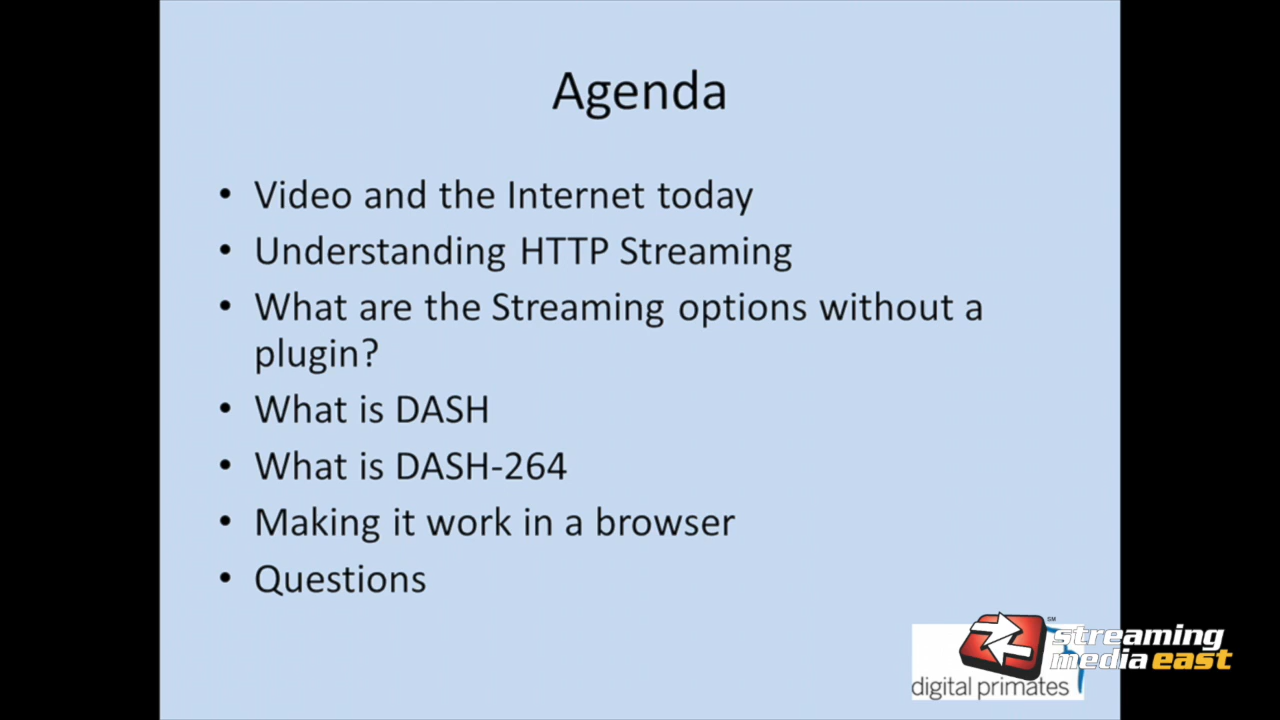 Agenda
• Video and the Internet today
• Understanding HTTP Streaming
• What are the Streaming options without a
plugin?
• What is DASH
• What is DASH-264
• Making it work in a browser
• Questions
SM
streaming
media east
digital primates